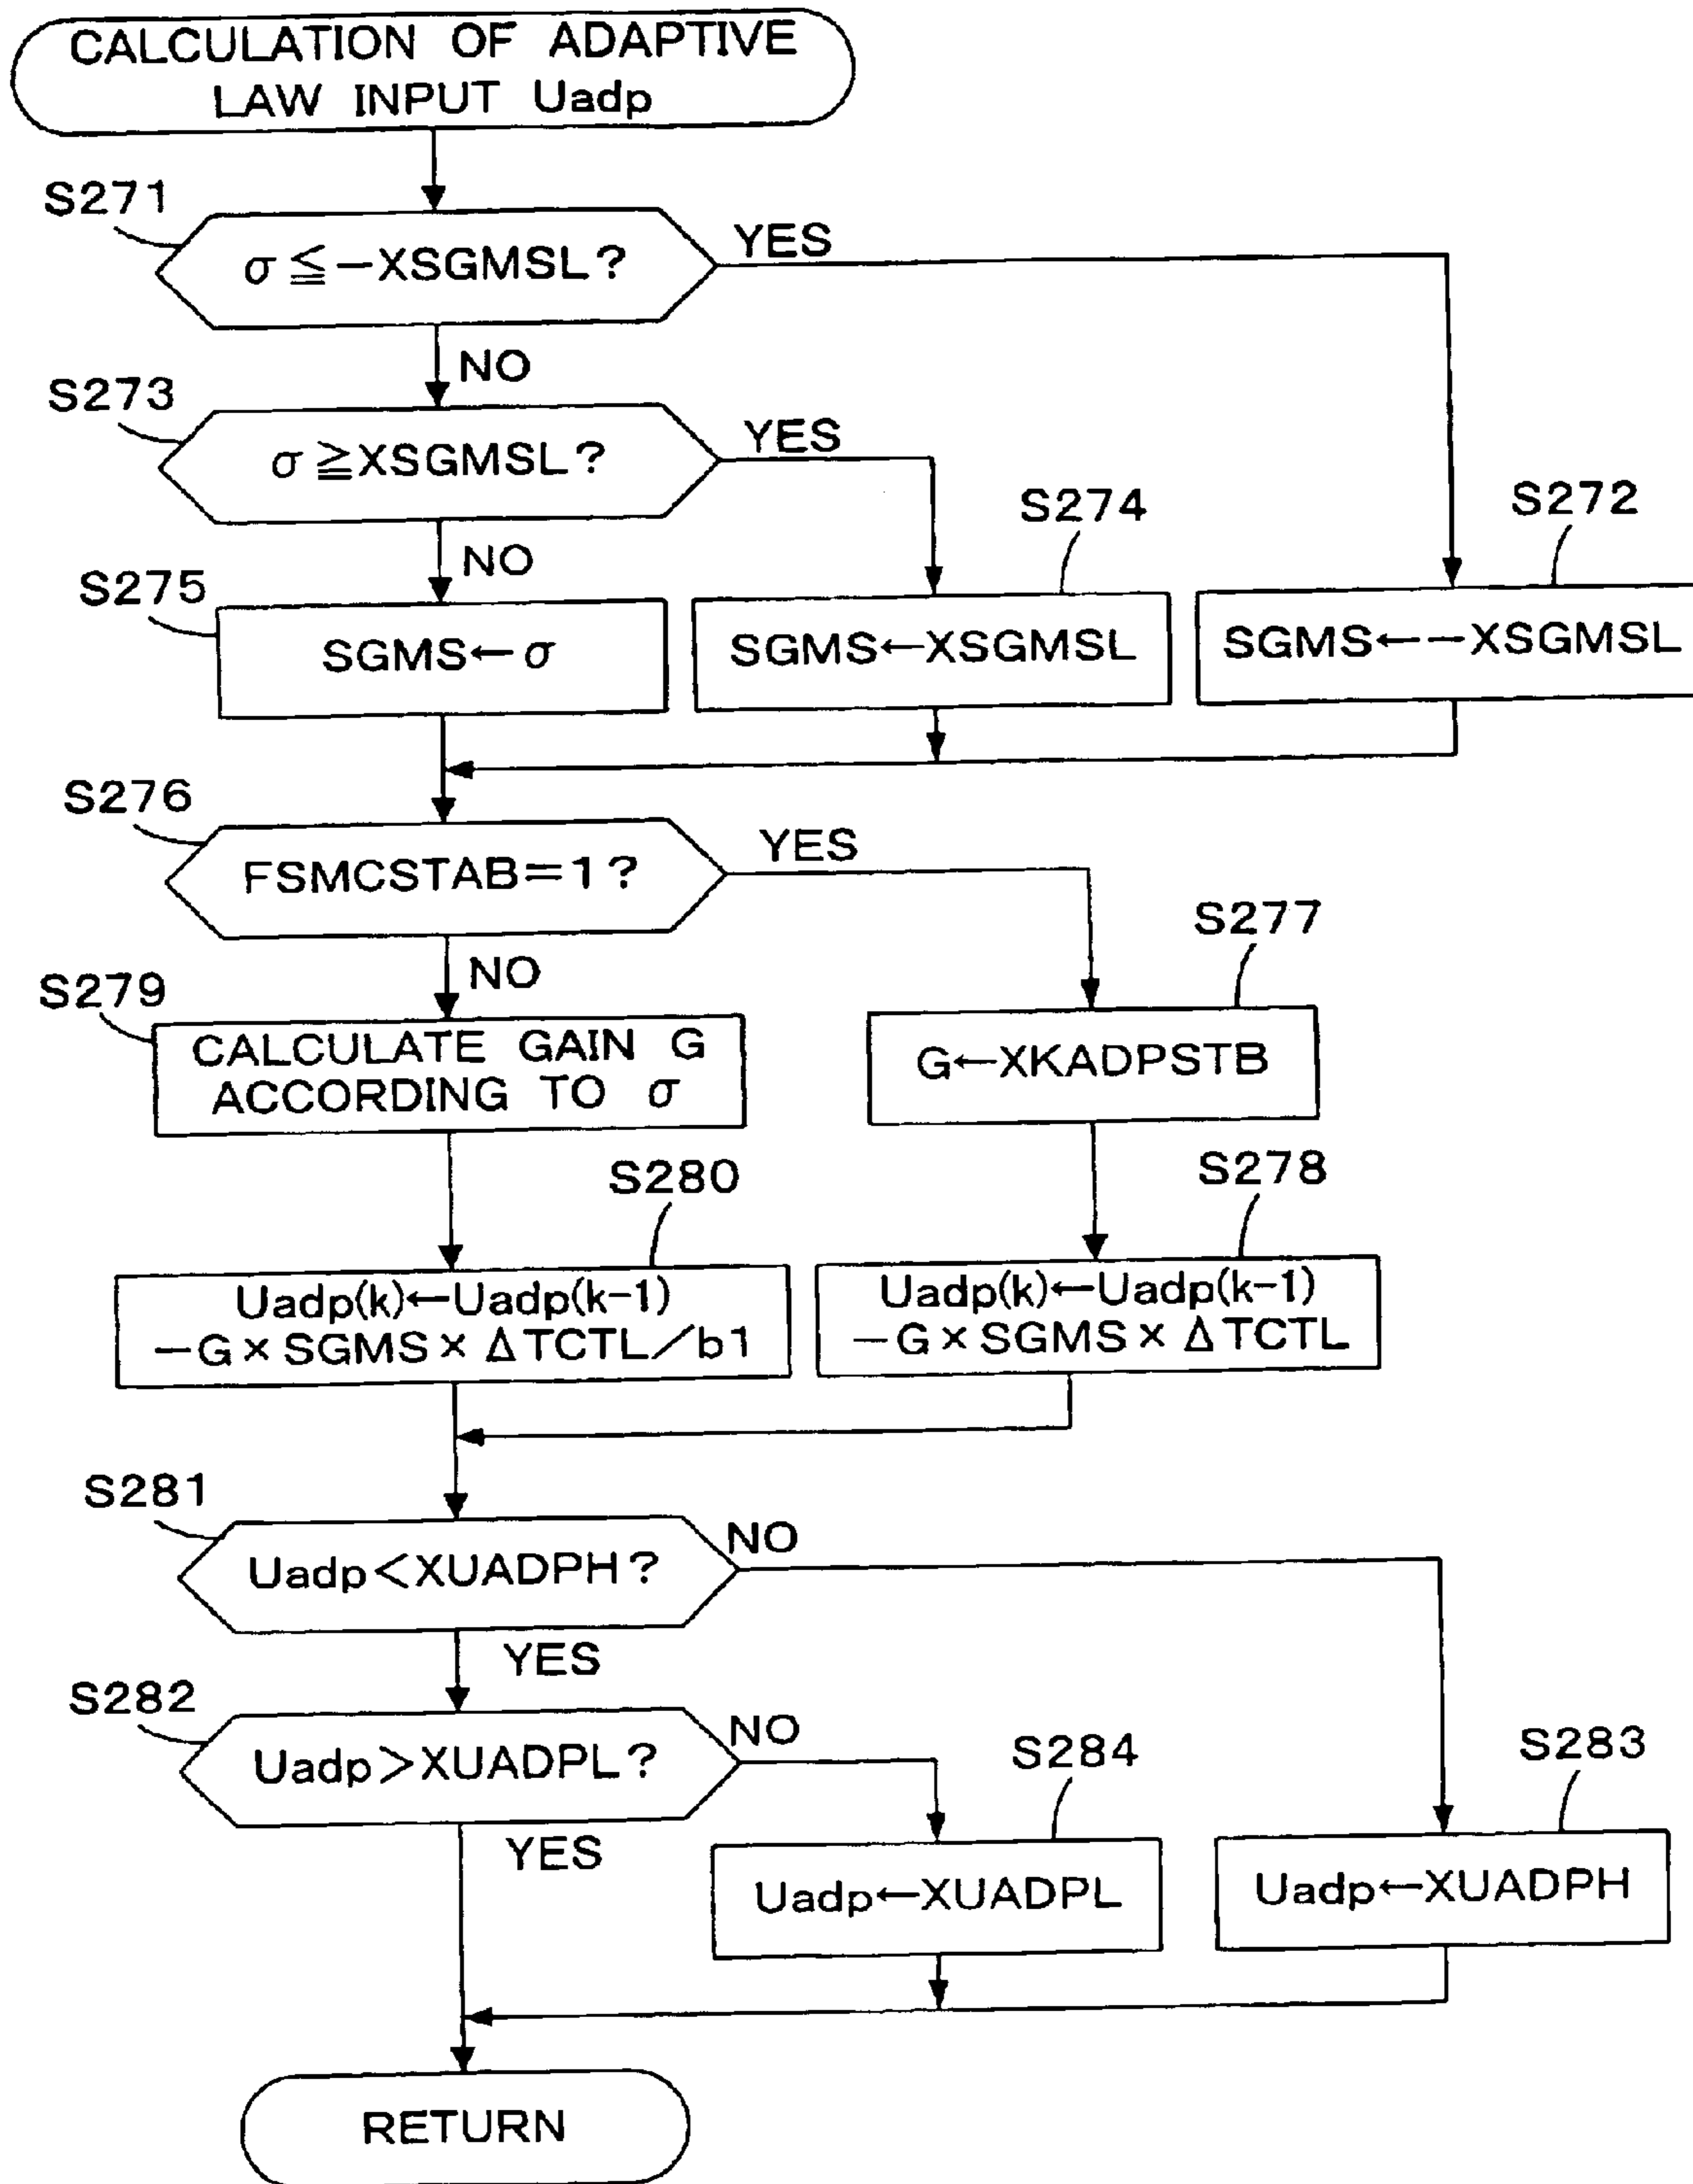 CALCULATION OF ADAPTIVE
LAW INPUT Uadp
S271
σ≦−XSGMSL?
YES
NO
S273
σ≧XSGMSL?
YES
NO
S274
S272
S275
SGMS←σ
SGMS←XSGMSL
SGMS←−XSGMSL
S276
FSMCSTAB=1?
YES
NO
S277
S279
CALCULATE GAIN G
ACCORDING TO σ
G←XKADPSTB
S280
S278
Uadp(k)←Uadp(k-1)
−G×SGMS×ΔTCTL/b1
Uadp(k)←Uadp(k-1)
−G×SGMS×ΔTCTL
S281
Uadp<XUADPH?
NO
YES
S282
Uadp>XUADPL?
NO
YES
S284
S283
Uadp←XUADPL
Uadp←XUADPH
RETURN